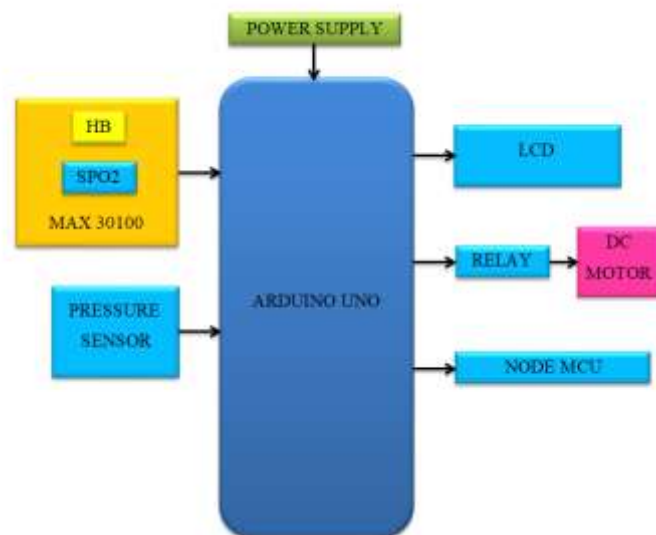 POWER SUPPLY
HB
SPO2
MAX 30100
PRESSURE
SENSOR
ARDUINO UNO
LCD
RELAY
DC
MOTOR
NODE MCU